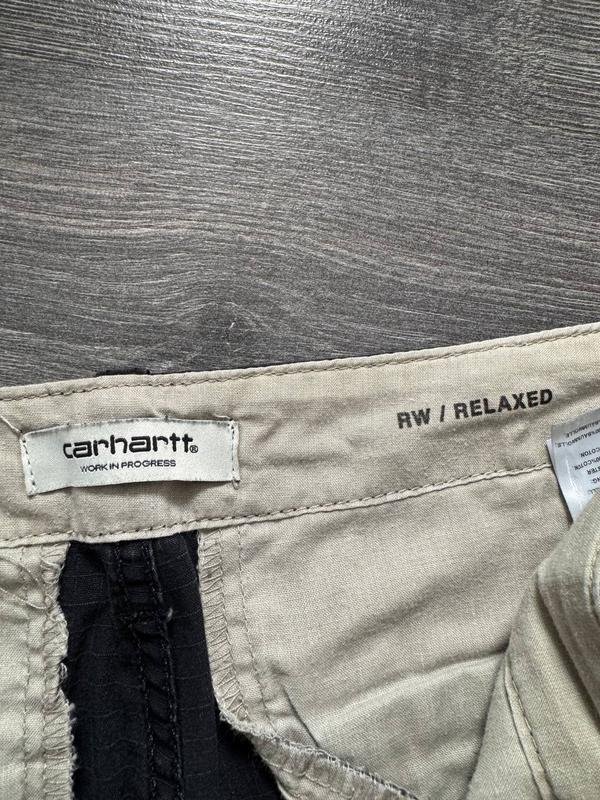 carhartt®
WORK IN PROGRESS
RW / RELAXED